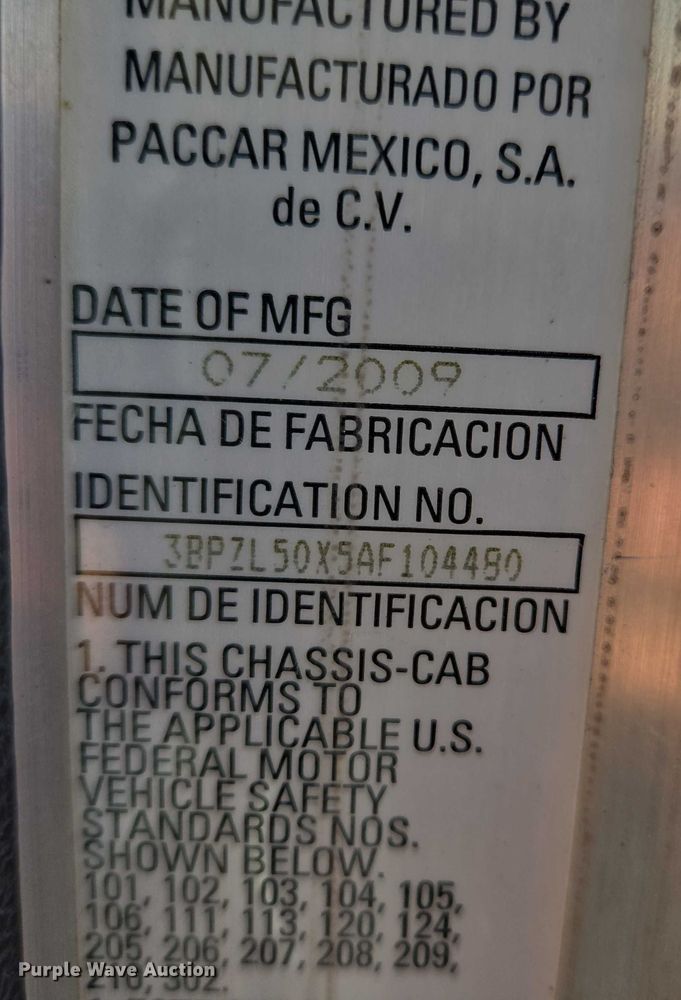 MANUFACTURED BY
MANUFACTURADO POR
PACCAR MEXICO, S.A.
de C.V.
DATE OF MFG
07/2009
FECHA DE FABRICACION
IDENTIFICATION NO.
3BPZL50X5AF104480
NUM DE IDENTIFICACION
1. THIS CHASSIS-CAB
CONFORMS TO
THE APPLICABLE U.S.
FEDERAL MOTOR
VEHICLE SAFETY
STANDARDS NOS.
SHOWN BELOW.
101, 102, 103, 104, 105,
106, 111, 113, 120, 124,
205, 206, 207, 208, 209,
210, 302.
Purple Wave Auction